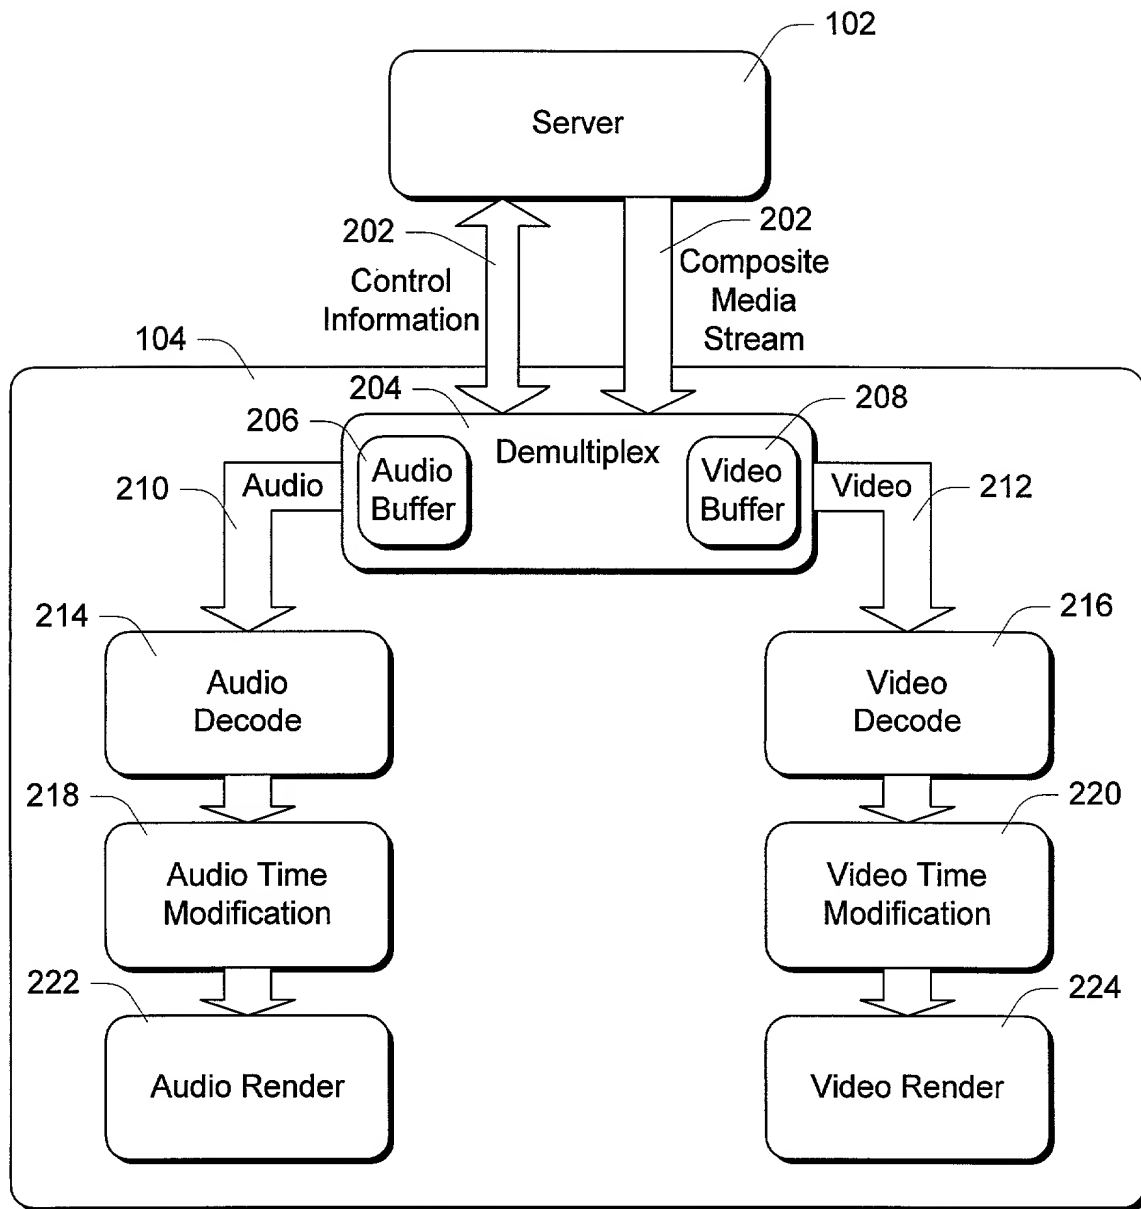 102
Server
202
202
Control
Information
Composite
Media
Stream
104
204
208
206
Demultiplex
Audio
Buffer
Video
Buffer
210
Audio
Video
212
214
216
Audio
Decode
Video
Decode
218
220
Audio Time
Modification
Video Time
Modification
222
224
Audio Render
Video Render